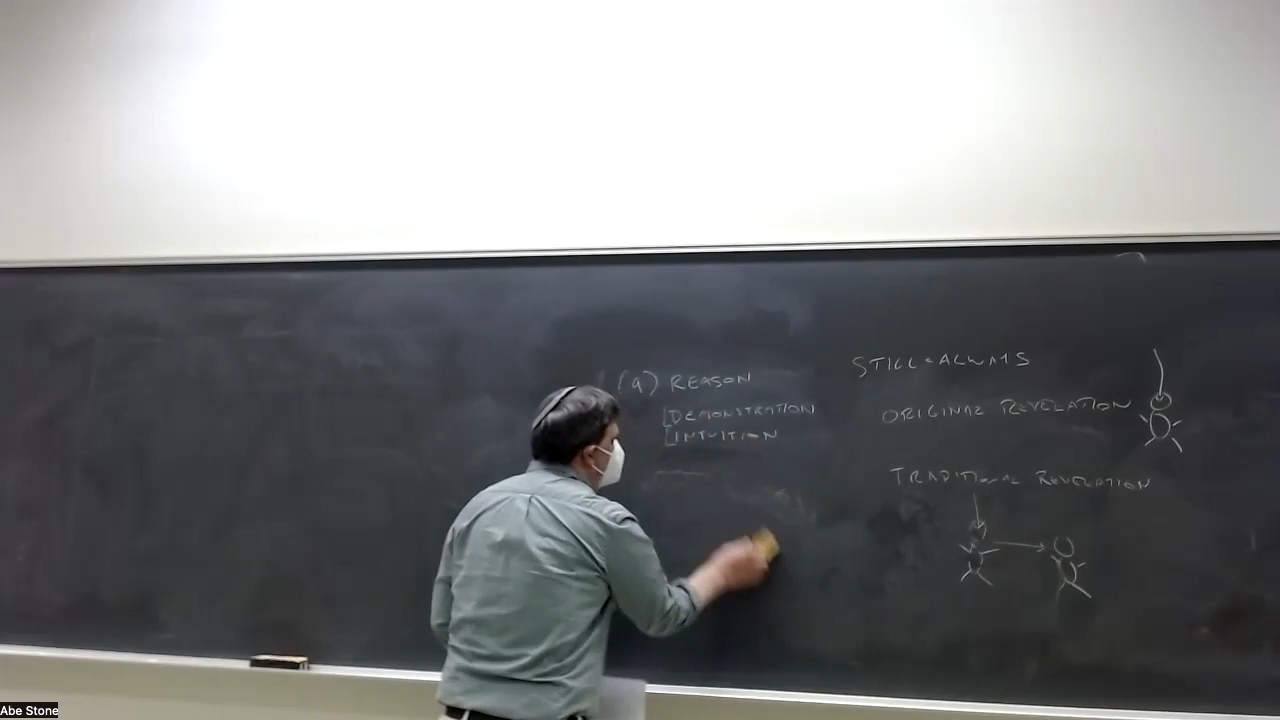 (a) REASON
DEMONSTRATION
INTUITION
STILL = ALWAYS
ORIGINAL REVELATION
TRADITIONAL REVELATION
Abe Stone